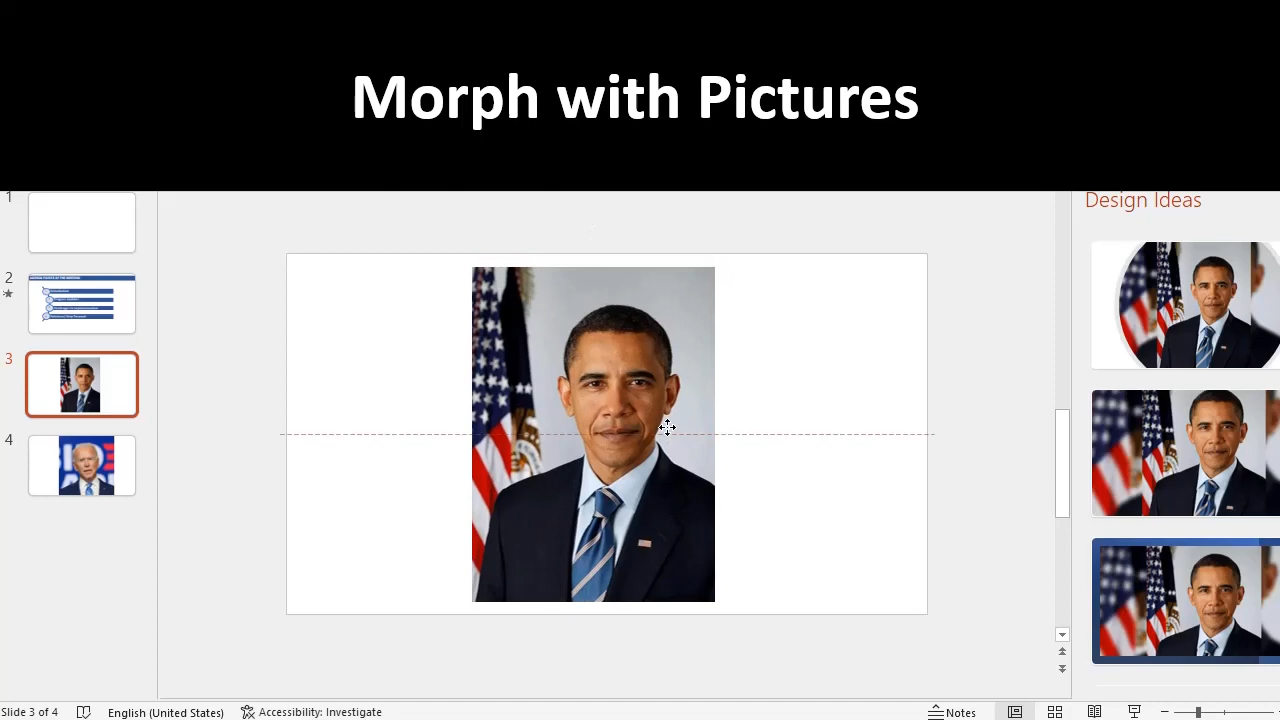 Morph with Pictures
1
Design Ideas
2
3
4
Slide 3 of 4
English (United States)
Accessibility: Investigate
Notes